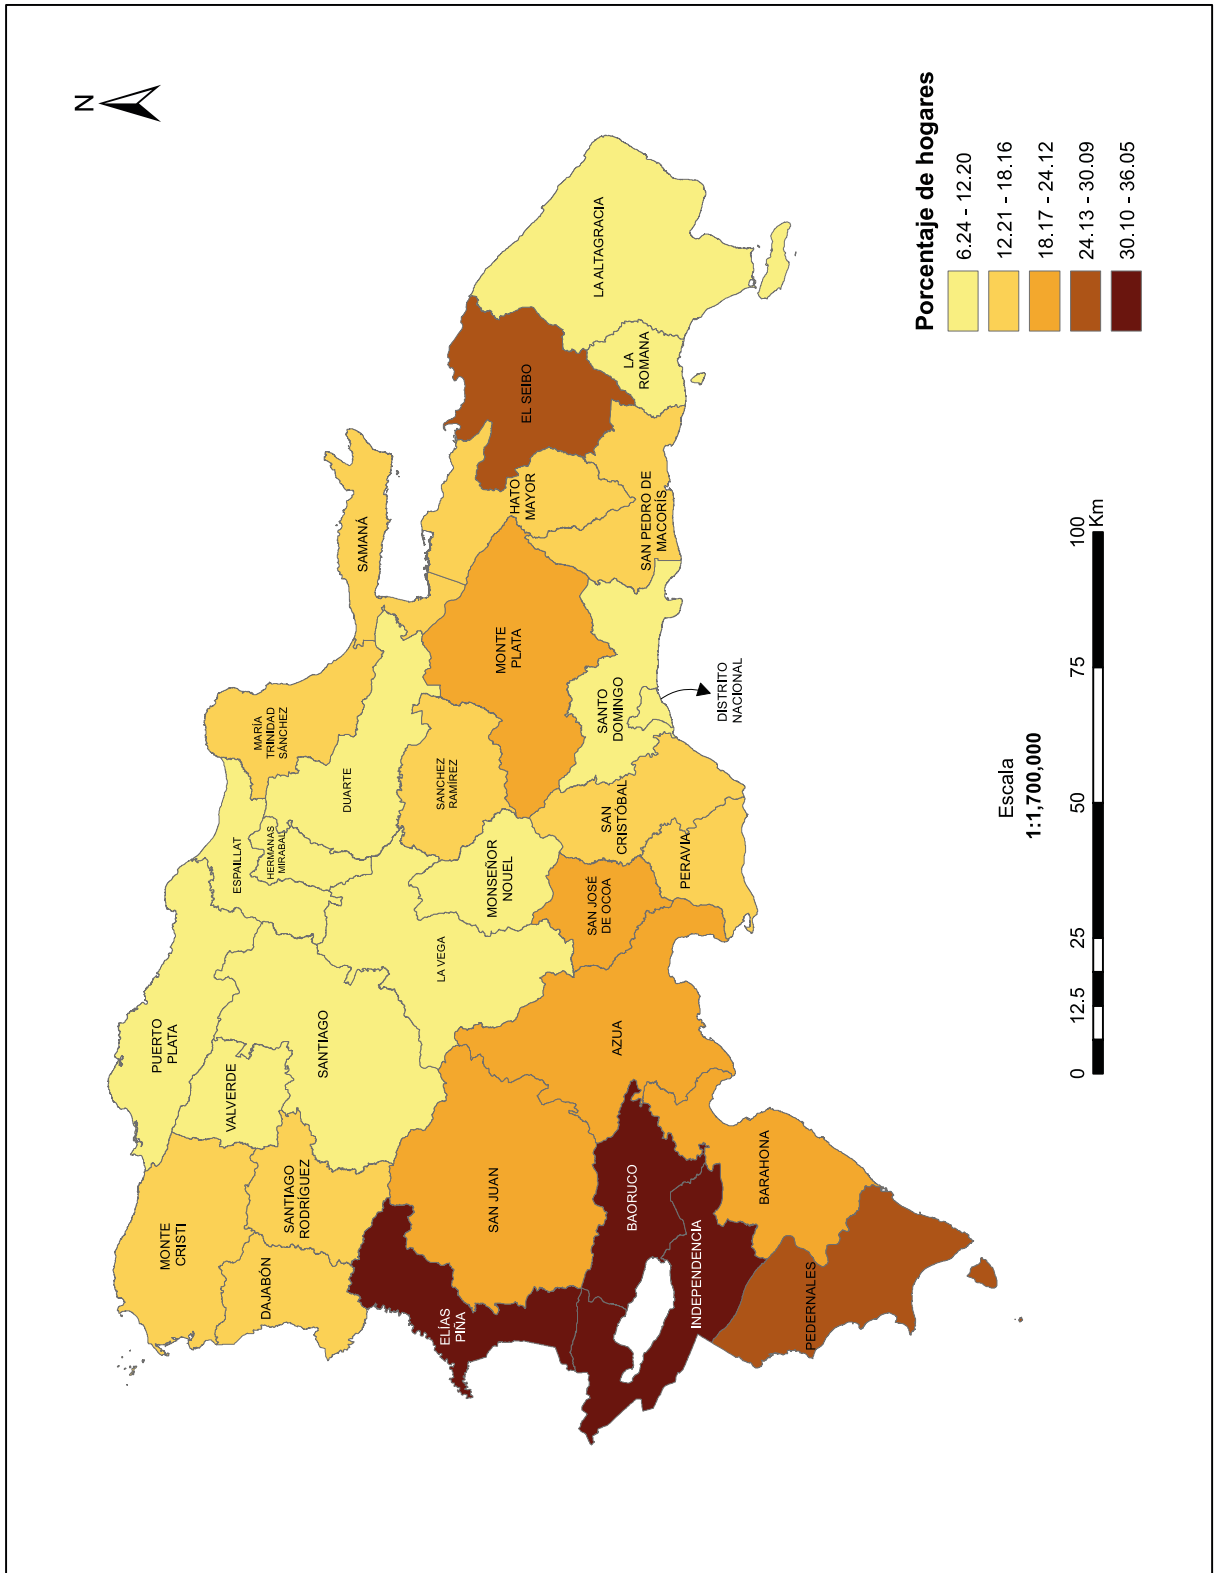 N
PUERTO
PLATA
ESPAILLAT
MARÍA
TRINIDAD
SÁNCHEZ
MONTE
CRISTI
VALVERDE
HERMANAS
MIRABAL
SANTIAGO
RODRÍGUEZ
SANTIAGO
DUARTE
SAMANÁ
DAJABÓN
LA VEGA
SANCHEZ
RAMÍREZ
ELÍAS
PIÑA
SAN JUAN
MONSEÑOR
NOUEL
MONTE
PLATA
HATO
MAYOR
EL SEIBO
LA ALTAGRACIA
AZUA
SAN JOSÉ
DE OCOA
SAN
CRISTÓBAL
SANTO
DOMINGO
SAN PEDRO DE
MACORÍS
LA
ROMANA
BAORUCO
PERAVIA
INDEPENDENCIA
DISTRITO
NACIONAL
BARAHONA
PEDERNALES
Porcentaje de hogares
6.24 - 12.20
12.21 - 18.16
18.17 - 24.12
24.13 - 30.09
30.10 - 36.05
Escala
1:1,700,000
0 12.5 25 50 75 100
Km